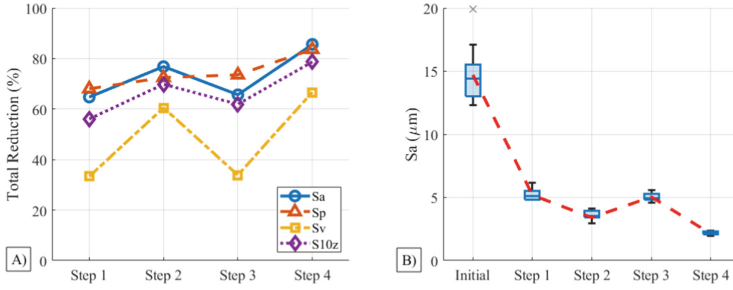 100
80
60
40
20
0
Total Reduction (%)
Sa
Sp
Sv
S10z
A)
Step 1 Step 2 Step 3 Step 4
20
15
10
5
0
Sa (μm)
B)
Initial Step 1 Step 2 Step 3 Step 4